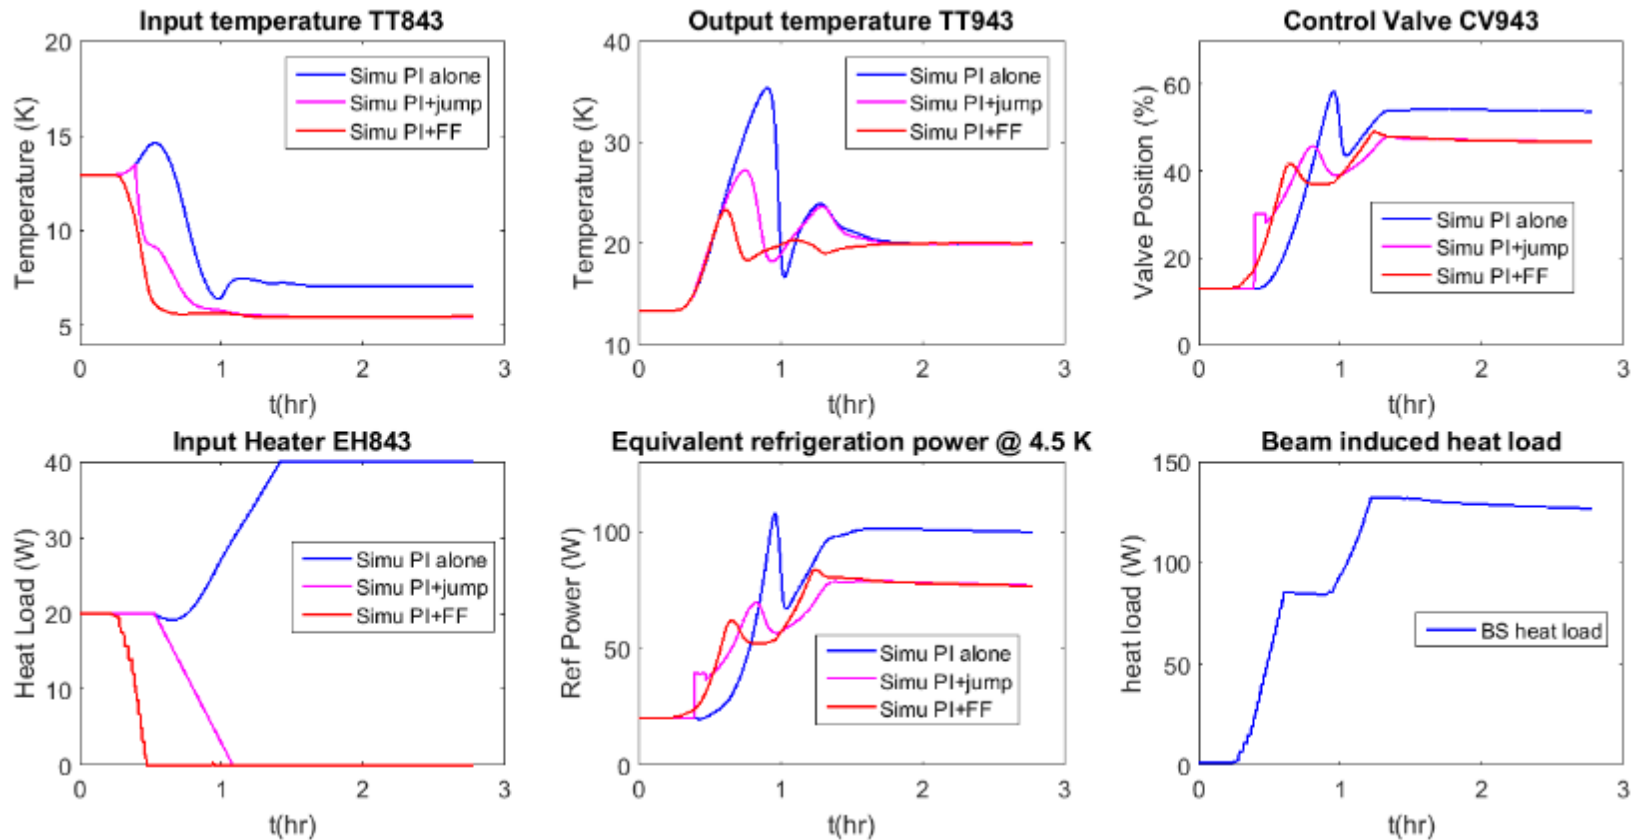 Input temperature TT843
20
15
10
5
Temperature (K)
0
1
2
3
t(hr)
Simu PI alone
Simu PI+jump
Simu PI+FF
Output temperature TT943
40
30
20
10
Temperature (K)
0
1
2
3
t(hr)
Simu PI alone
Simu PI+jump
Simu PI+FF
Control Valve CV943
60
40
20
0
Valve Position (%)
0
1
2
3
t(hr)
Simu PI alone
Simu PI+jump
Simu PI+FF
Input Heater EH843
40
30
20
10
0
Heat Load (W)
0
1
2
3
t(hr)
Simu PI alone
Simu PI+jump
Simu PI+FF
Equivalent refrigeration power @ 4.5 K
100
50
0
Ref Power (W)
0
1
2
3
t(hr)
Simu PI alone
Simu PI+jump
Simu PI+FF
Beam induced heat load
150
100
50
0
heat load (W)
0
1
2
3
t(hr)
BS heat load